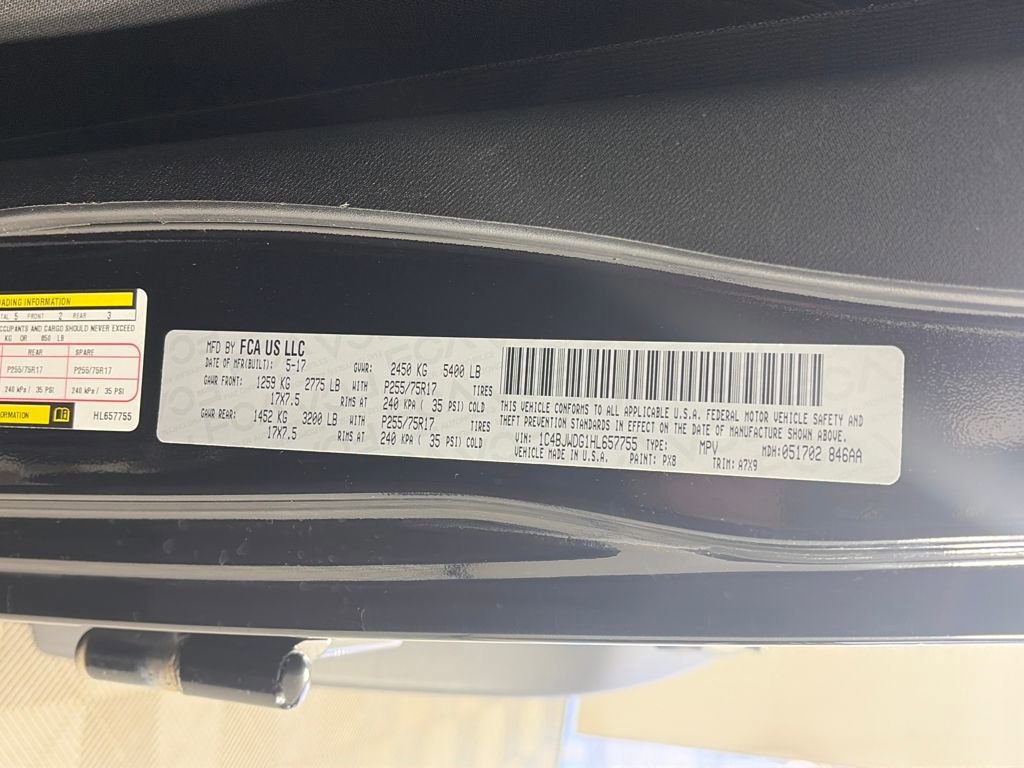 ADING INFORMATION
TAL 5 FRONT 2 REAR 3
CCUPANTS AND CARGO SHOULD NEVER EXCEED
KG OR 850 LB
REAR SPARE
P255/75R17 P255/75R17
240 kPa / 35 PSI 240 kPa / 35 PSI
ORMATION HL657755
MFD BY FCA US LLC
DATE OF MFR(BUILT): 5-17 GVWR: 2450 KG 5400 LB
GAWR FRONT: 1259 KG 2775 LB WITH P255/75R17 TIRES
17X7.5 RIMS AT 240 KPA ( 35 PSI) COLD
GAWR REAR: 1452 KG 3200 LB WITH P255/75R17 TIRES
17X7.5 RIMS AT 240 KPA ( 35 PSI) COLD
THIS VEHICLE CONFORMS TO ALL APPLICABLE U.S.A. FEDERAL MOTOR VEHICLE SAFETY AND
THEFT PREVENTION STANDARDS IN EFFECT ON THE DATE OF MANUFACTURE SHOWN ABOVE.
VIN: 1C4BJWDG1HL657755 TYPE: MPV MDH:051702 846AA
VEHICLE MADE IN U.S.A. PAINT: PX8 TRIM: A7X9